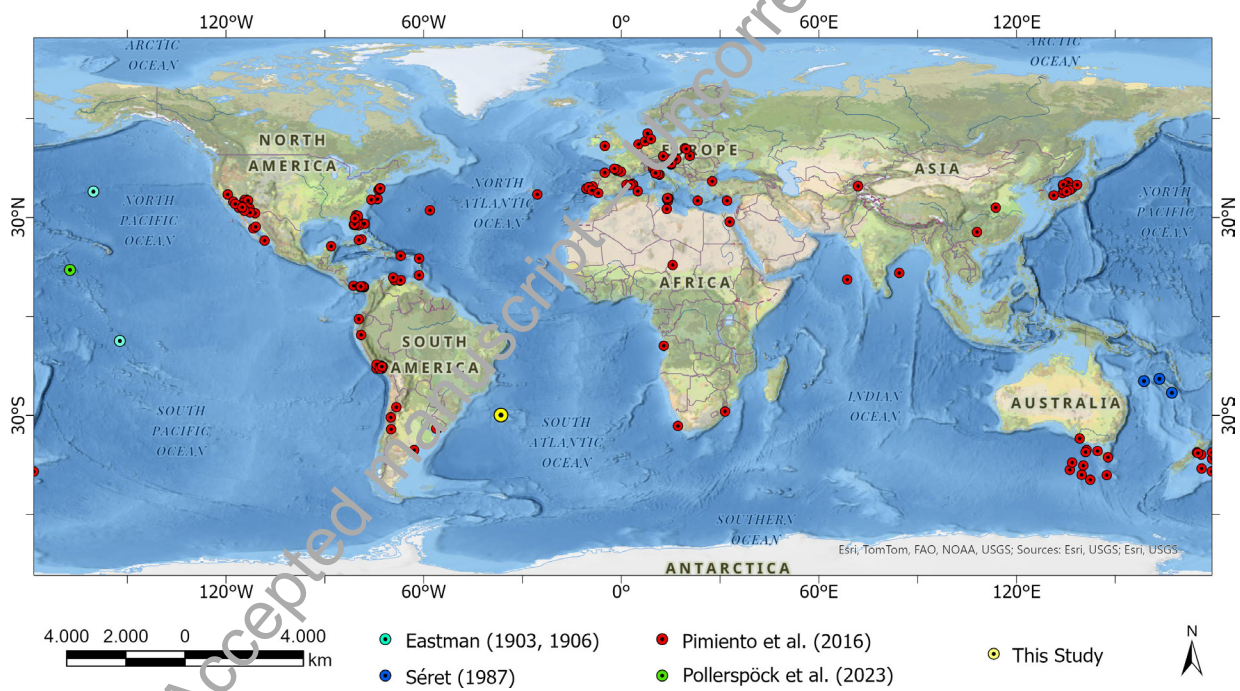 120°W 60°W 0° 60°E 120°E
ARCTIC
OCEAN
ARCTIC
OCEAN
NORTH
AMERICA
EUROPE
ASIA
NORTH
PACIFIC
OCEAN
NORTH
ATLANTIC
OCEAN
NORTH
PACIFIC
OCEAN
30°N
30°N
AFRICA
SOUTH
AMERICA
SOUTH
PACIFIC
OCEAN
SOUTH
ATLANTIC
OCEAN
INDIAN
OCEAN
AUSTRALIA
30°S
30°S
SOUTHERN
OCEAN
Esri, TomTom, FAO, NOAA, USGS; Sources: Esri, USGS; Esri, USGS
ANTARCTICA
120°W 60°W 0° 60°E 120°E
4.000 2.000 0 4.000
km
Eastman (1903, 1906)
Séret (1987)
Pimiento et al. (2016)
Pollerspöck et al. (2023)
This Study
N
Accepted manuscript